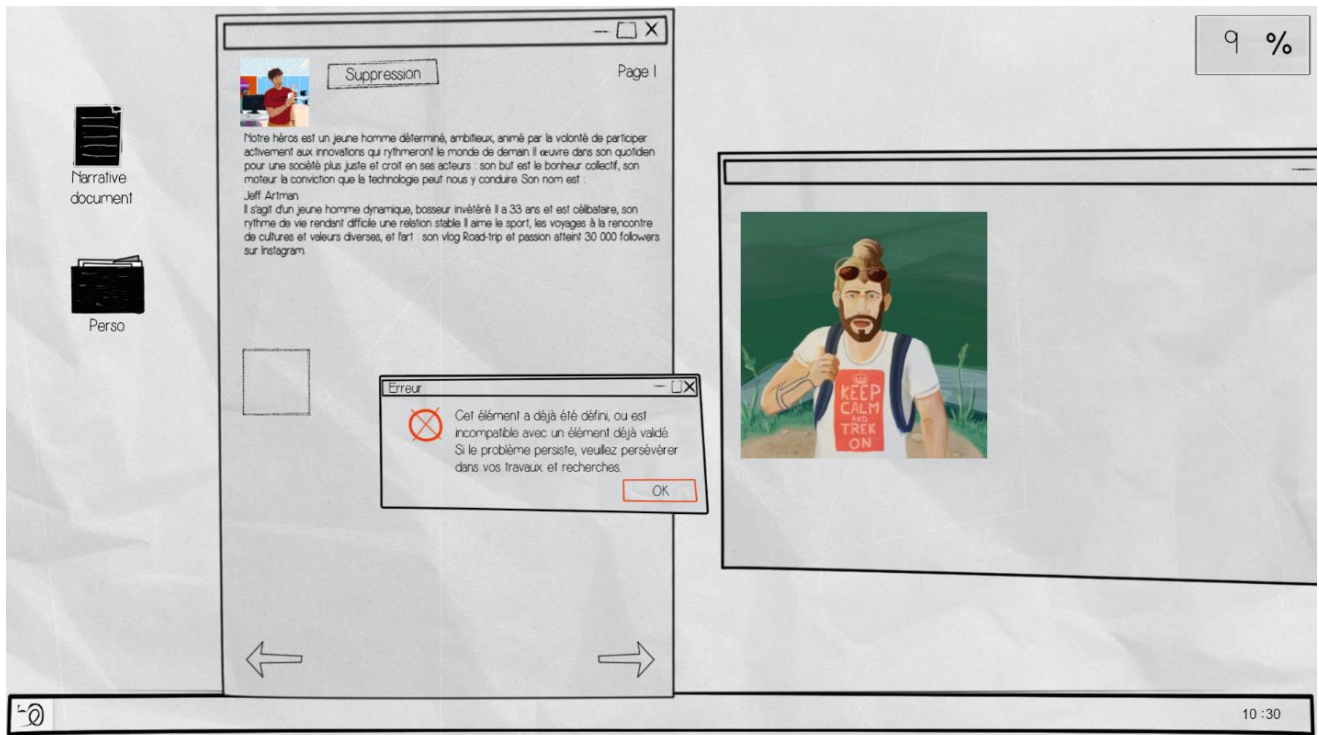 9 %
Suppression
Page 1
Notre héros est un jeune homme déterminé, ambitieux, animé par la volonté de participer
activement aux innovations qui rythmeront le monde de demain. Il œuvre dans son quotidien
pour une société plus juste et croit en ses acteurs : son but est le bonheur collectif, son
moteur la conviction que la technologie peut nous y conduire. Son nom est :
Jeff Artman.
Il s'agit d'un jeune homme dynamique, bosseur invétéré. Il a 33 ans et est célibataire, son
rythme de vie rendant difficile une relation stable. Il aime le sport, les voyages à la rencontre
de cultures et valeurs diverses, et l'art : son vlog Road-trip et passion atteint 30 000 followers
sur Instagram.
Narrative
document
Perso
Erreur
Cet élément a déjà été défini, ou est
incompatible avec un élément déjà validé.
Si le problème persiste, veuillez persévérer
dans vos travaux et recherches.
OK
KEEP
CALM
AND
TREK
ON
10 :30